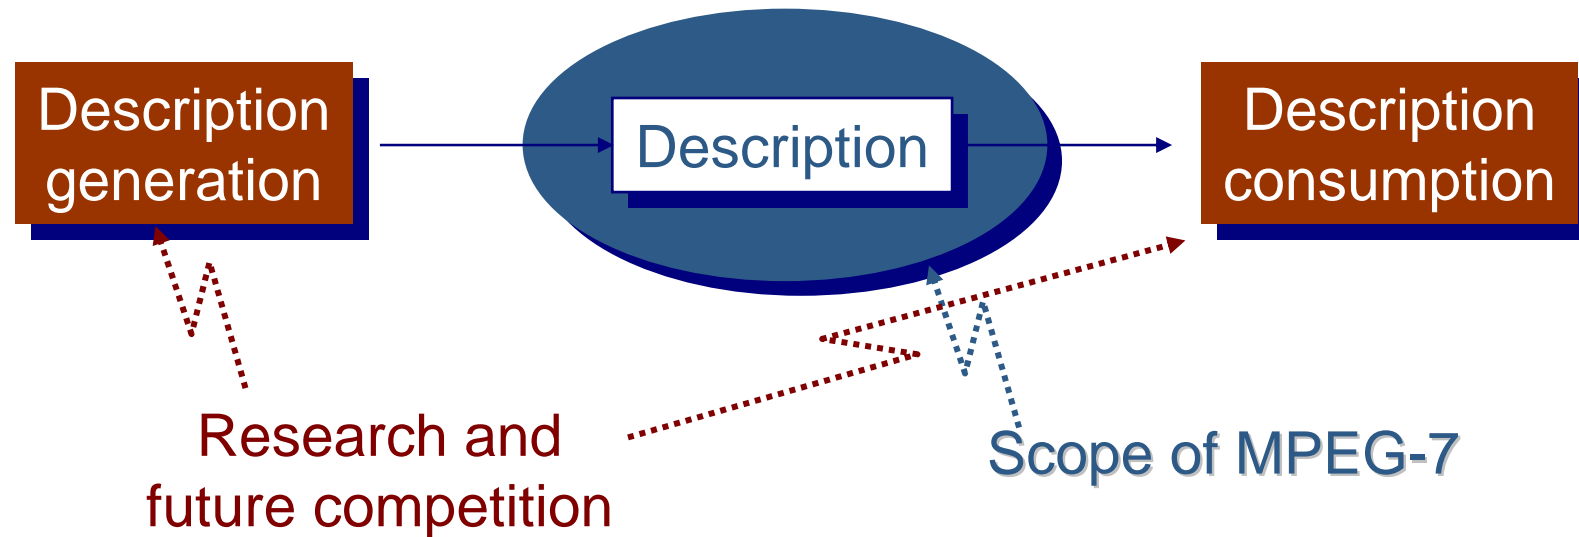 Description
generation
Description
Description
consumption
Research and
future competition
Scope of MPEG-7